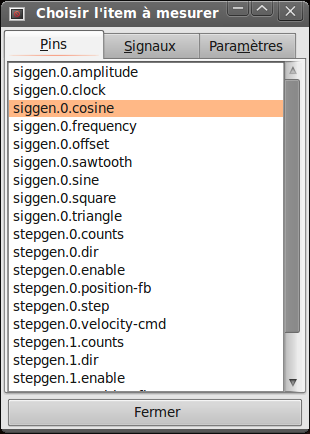 Choisir l'item à mesurer
Pins Signaux Paramètres
siggen.0.amplitude
siggen.0.clock
siggen.0.cosine
siggen.0.frequency
siggen.0.offset
siggen.0.sawtooth
siggen.0.sine
siggen.0.square
siggen.0.triangle
stepgen.0.counts
stepgen.0.dir
stepgen.0.enable
stepgen.0.position-fb
stepgen.0.step
stepgen.0.velocity-cmd
stepgen.1.counts
stepgen.1.dir
stepgen.1.enable
Fermer